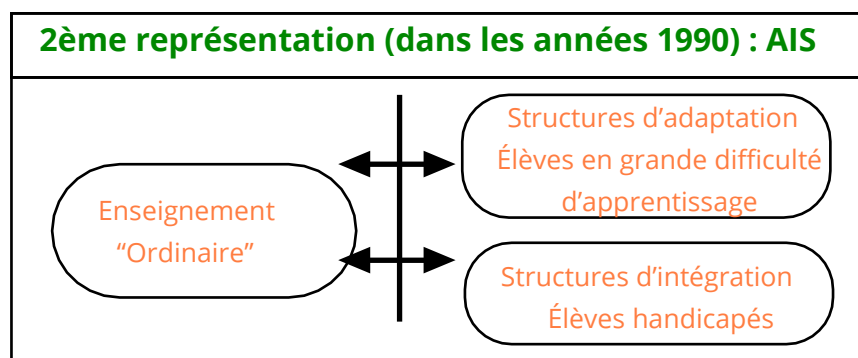 2ème représentation (dans les années 1990) : AIS
Enseignement
“Ordinaire”
Structures d’adaptation
Élèves en grande difficulté
d’apprentissage
Structures d’intégration
Élèves handicapés